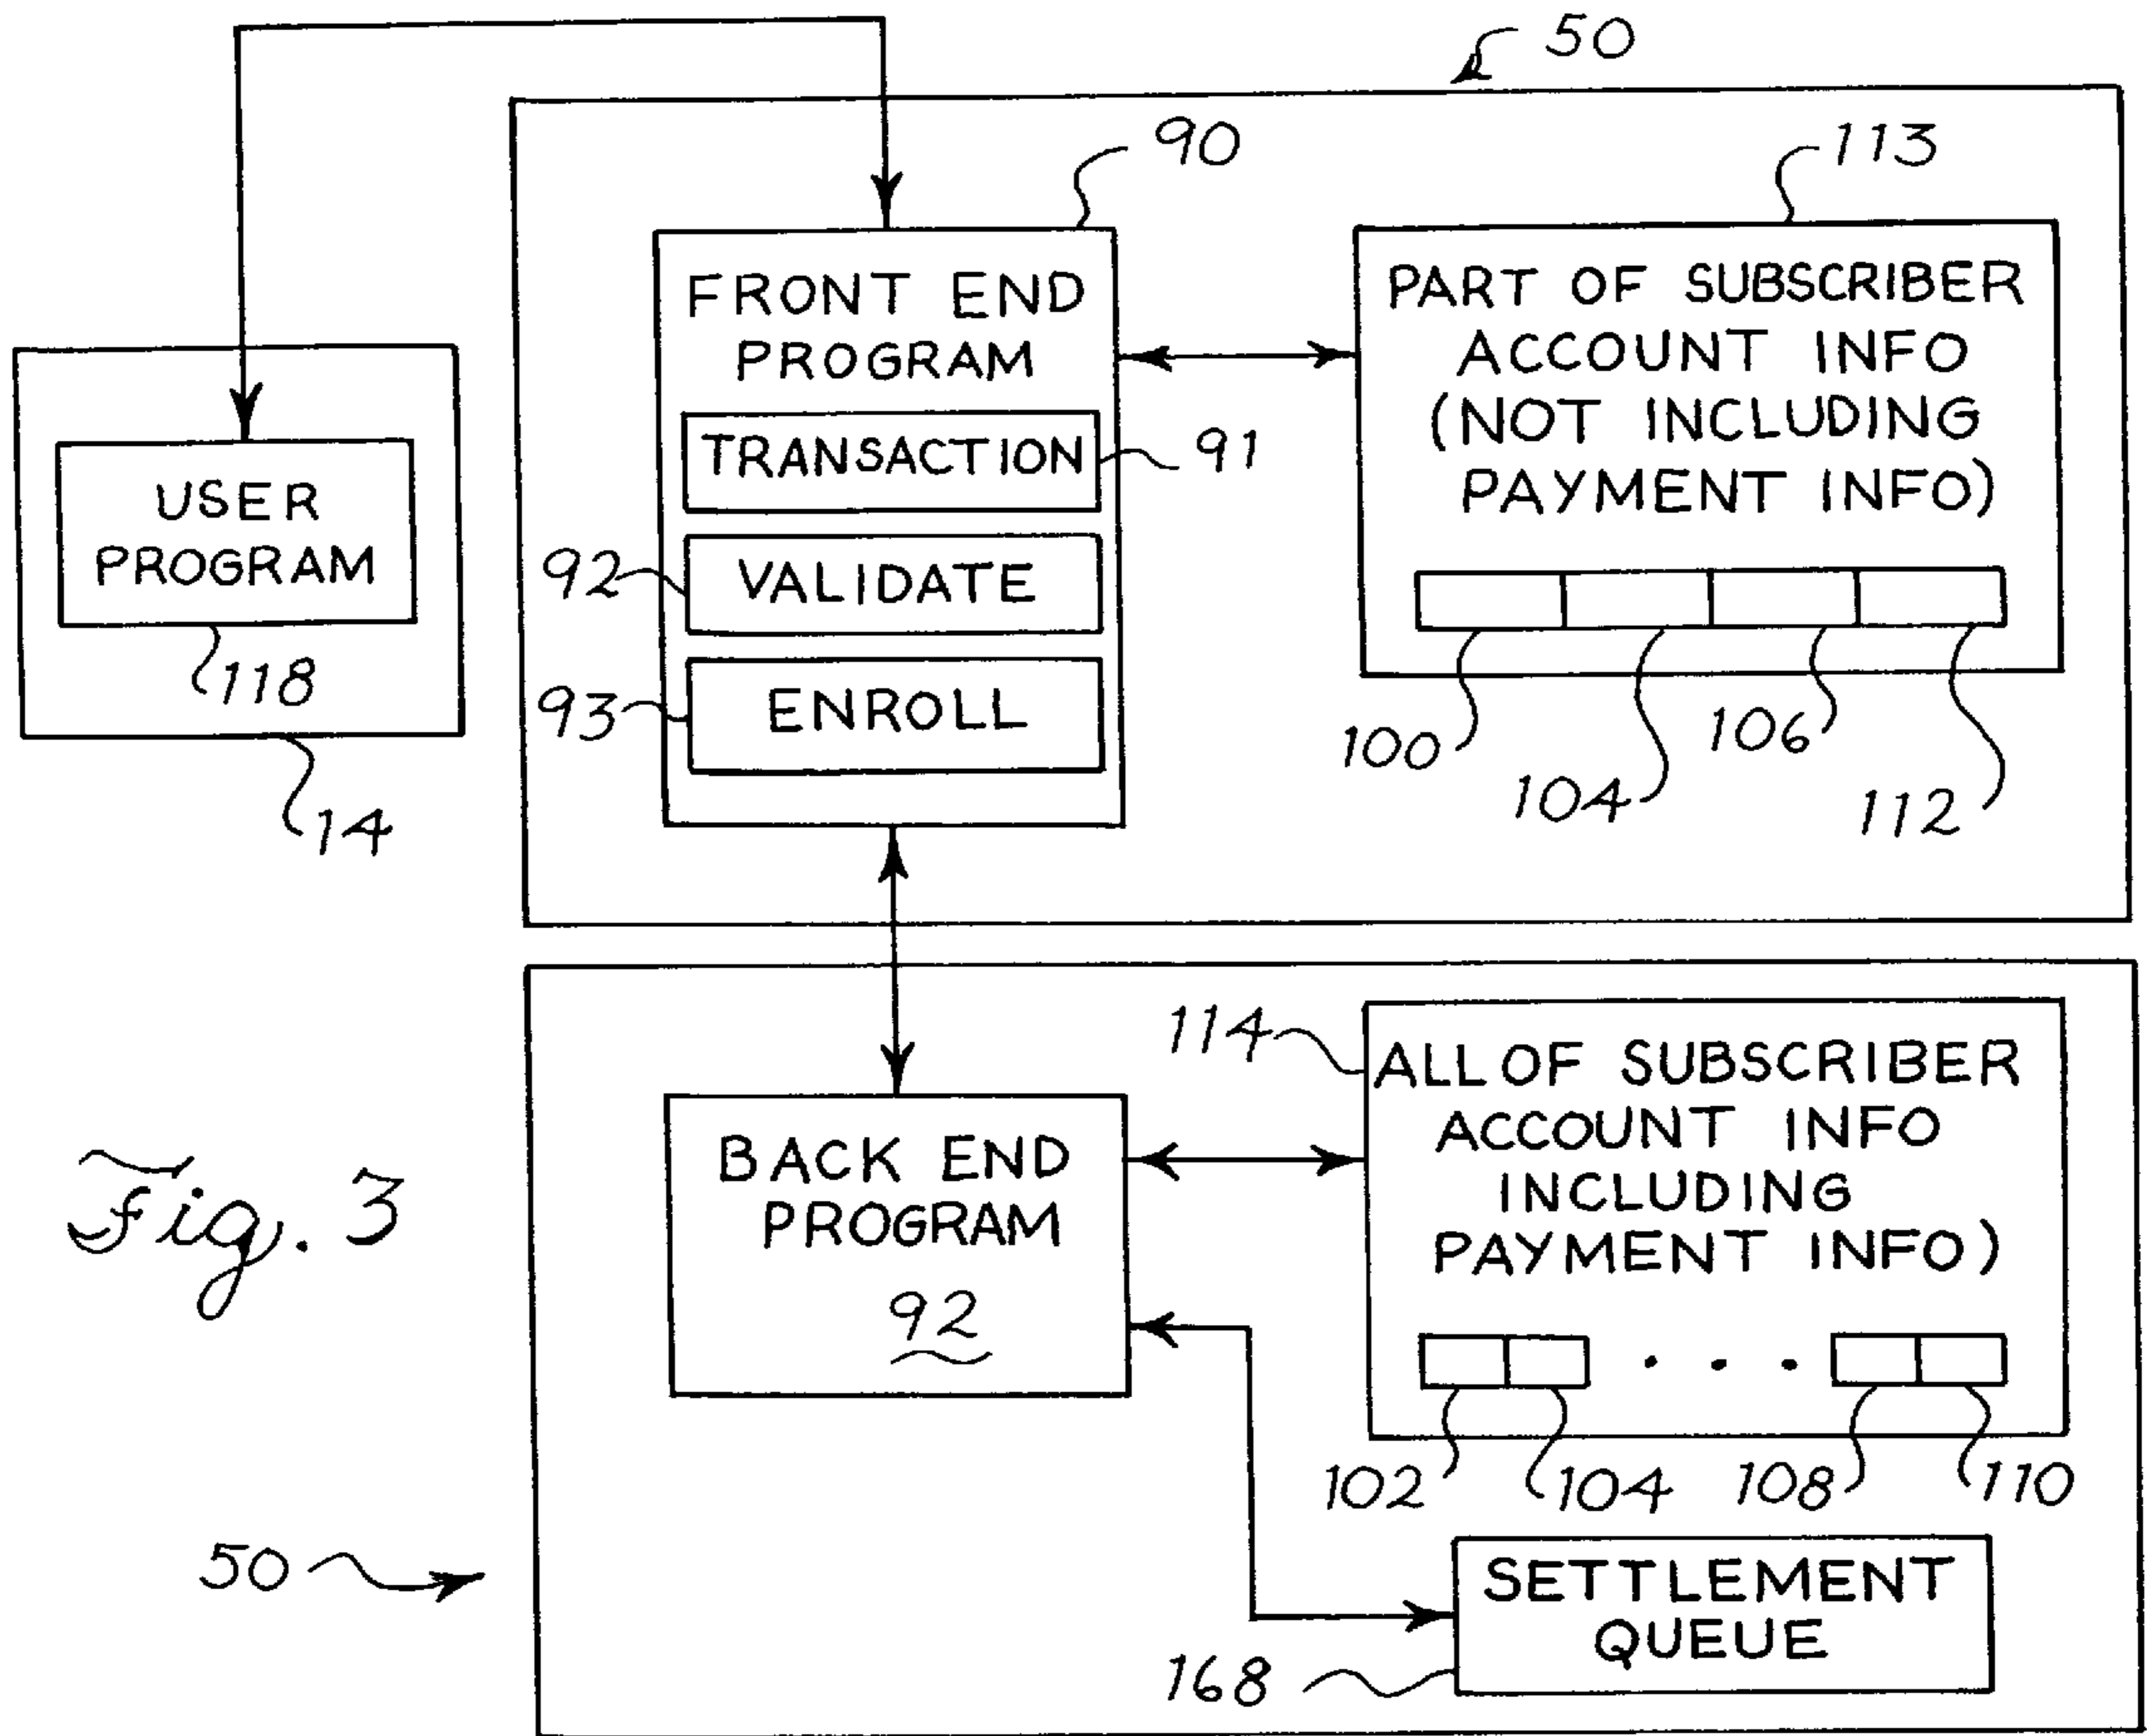 50
90
113
FRONT END
PROGRAM
TRANSACTION
91
92
VALIDATE
93
ENROLL
PART OF SUBSCRIBER
ACCOUNT INFO
(NOT INCLUDING
PAYMENT INFO)
100
104
106
112
USER
PROGRAM
118
14
114
ALL OF SUBSCRIBER
ACCOUNT INFO
INCLUDING
PAYMENT INFO)
. . .
102
104
108
110
BACK END
PROGRAM
92
Fig. 3
50
SETTLEMENT
QUEUE
168